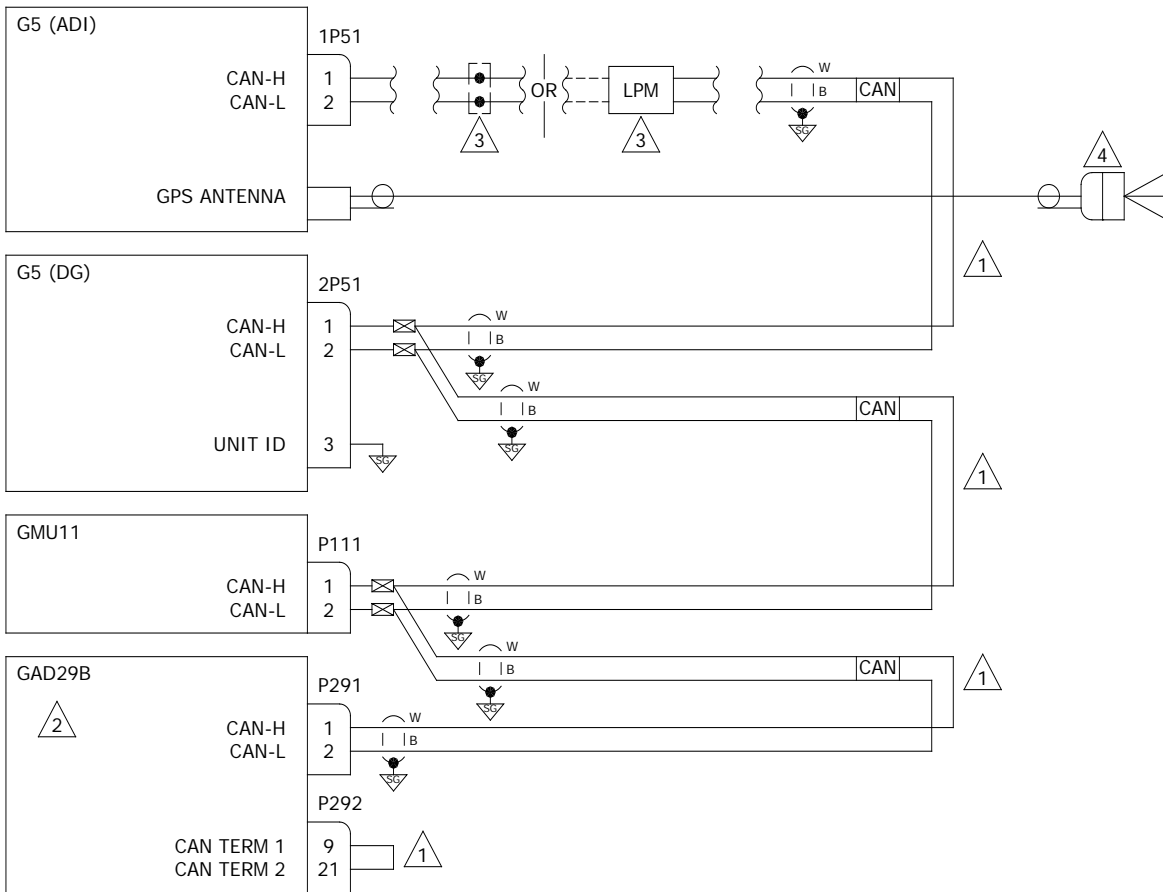 G5 (ADI)
1P51
CAN-H 1
CAN-L 2
3
OR
LPM
3
W
B
SG
CAN
GPS ANTENNA
4
1
G5 (DG)
2P51
CAN-H 1
CAN-L 2
W
B
SG
W
B
SG
CAN
UNIT ID 3
SG
1
GMU11
P111
CAN-H 1
CAN-L 2
W
B
SG
W
B
SG
CAN
1
GAD29B
2
P291
CAN-H 1
CAN-L 2
W
B
SG
P292
CAN TERM 1 9
CAN TERM 2 21
1